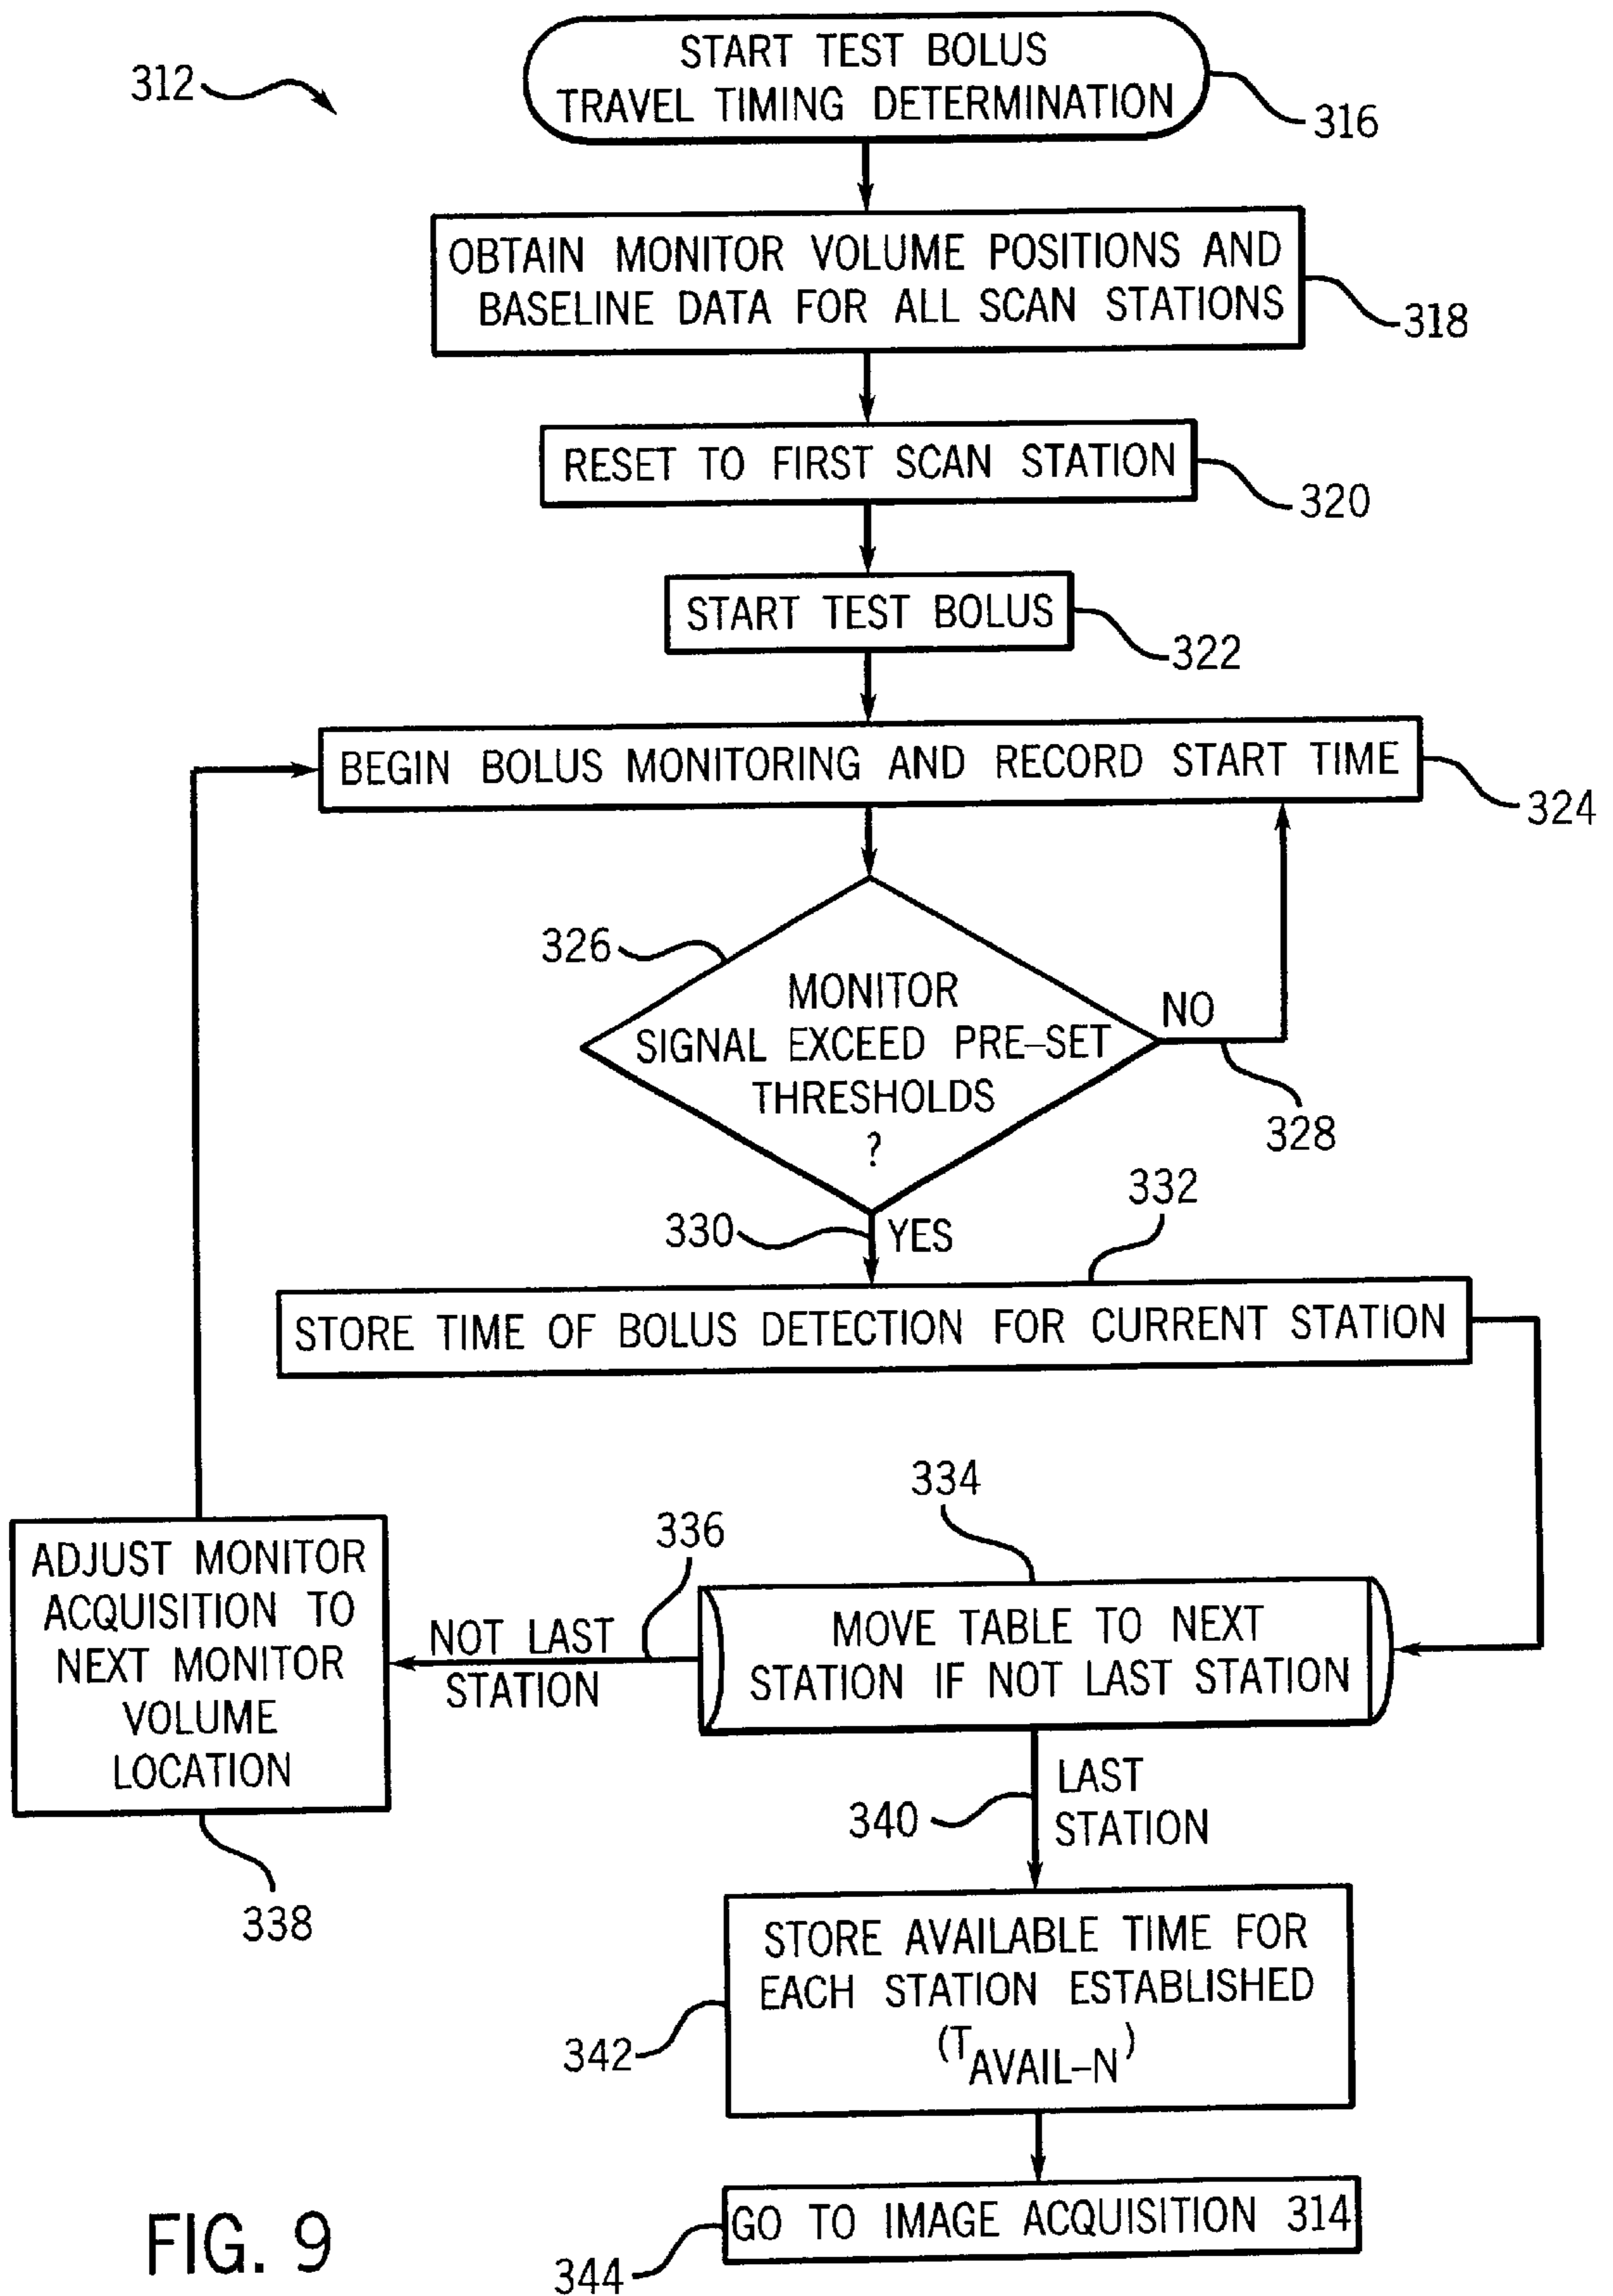 312
START TEST BOLUS
TRAVEL TIMING DETERMINATION
316
OBTAIN MONITOR VOLUME POSITIONS AND
BASELINE DATA FOR ALL SCAN STATIONS
318
RESET TO FIRST SCAN STATION
320
START TEST BOLUS
322
BEGIN BOLUS MONITORING AND RECORD START TIME
324
326
MONITOR
SIGNAL EXCEED PRE-SET
THRESHOLDS
?
NO
328
330
YES
332
STORE TIME OF BOLUS DETECTION FOR CURRENT STATION
334
MOVE TABLE TO NEXT
STATION IF NOT LAST STATION
336
NOT LAST
STATION
ADJUST MONITOR
ACQUISITION TO
NEXT MONITOR
VOLUME
LOCATION
338
LAST
STATION
340
STORE AVAILABLE TIME FOR
EACH STATION ESTABLISHED
(TAVAIL-N)
342
GO TO IMAGE ACQUISITION 314
344
FIG. 9